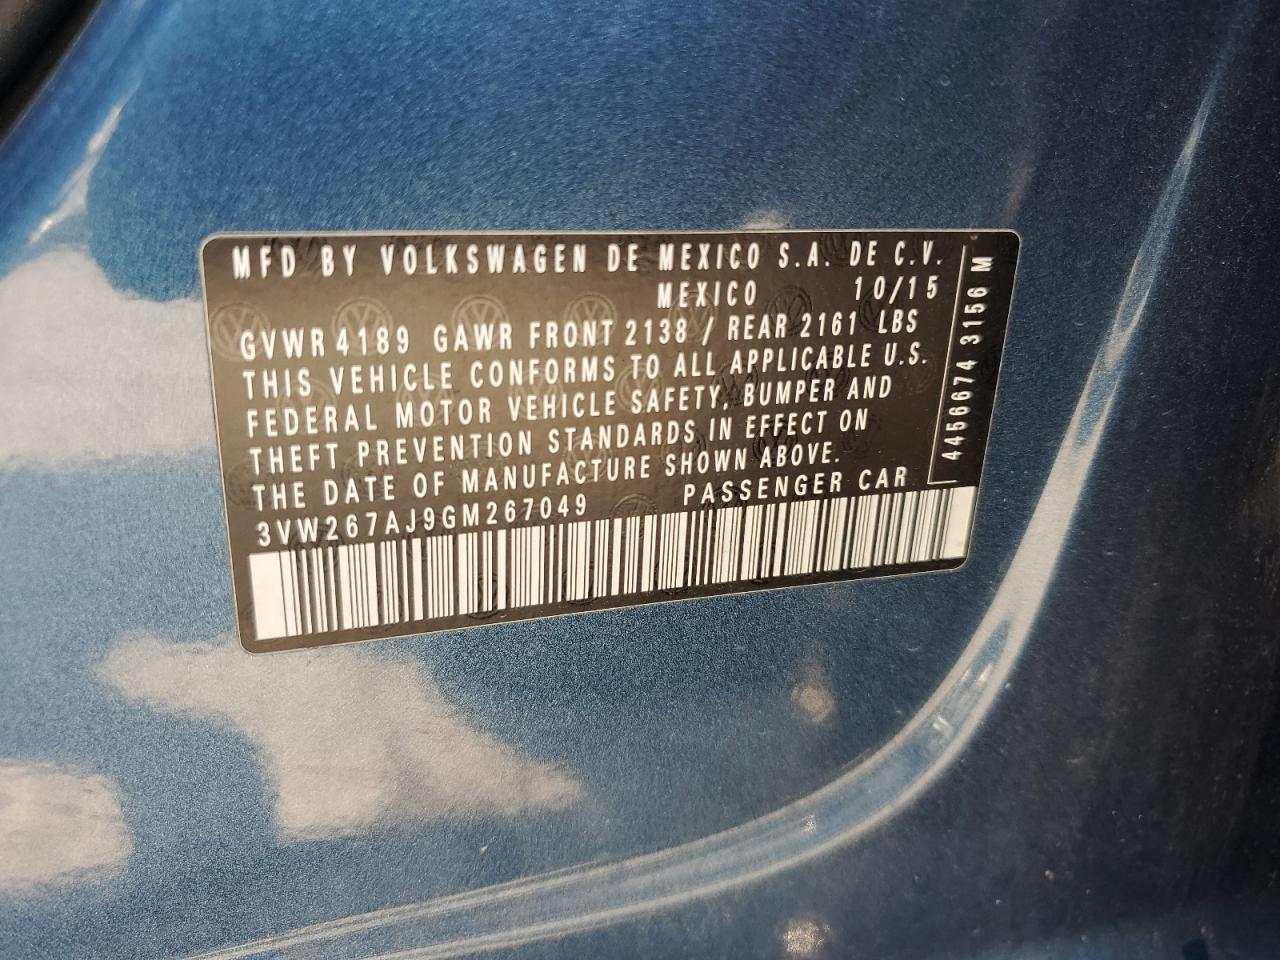 MFD BY VOLKSWAGEN DE MEXICO S.A. DE C.V.
MEXICO 10/15
GVWR 4189 GAWR FRONT 2138 / REAR 2161 LBS
THIS VEHICLE CONFORMS TO ALL APPLICABLE U.S.
FEDERAL MOTOR VEHICLE SAFETY, BUMPER AND
THEFT PREVENTION STANDARDS IN EFFECT ON
THE DATE OF MANUFACTURE SHOWN ABOVE.
3VW267AJ9GM267049 PASSENGER CAR
4456674 3156 M